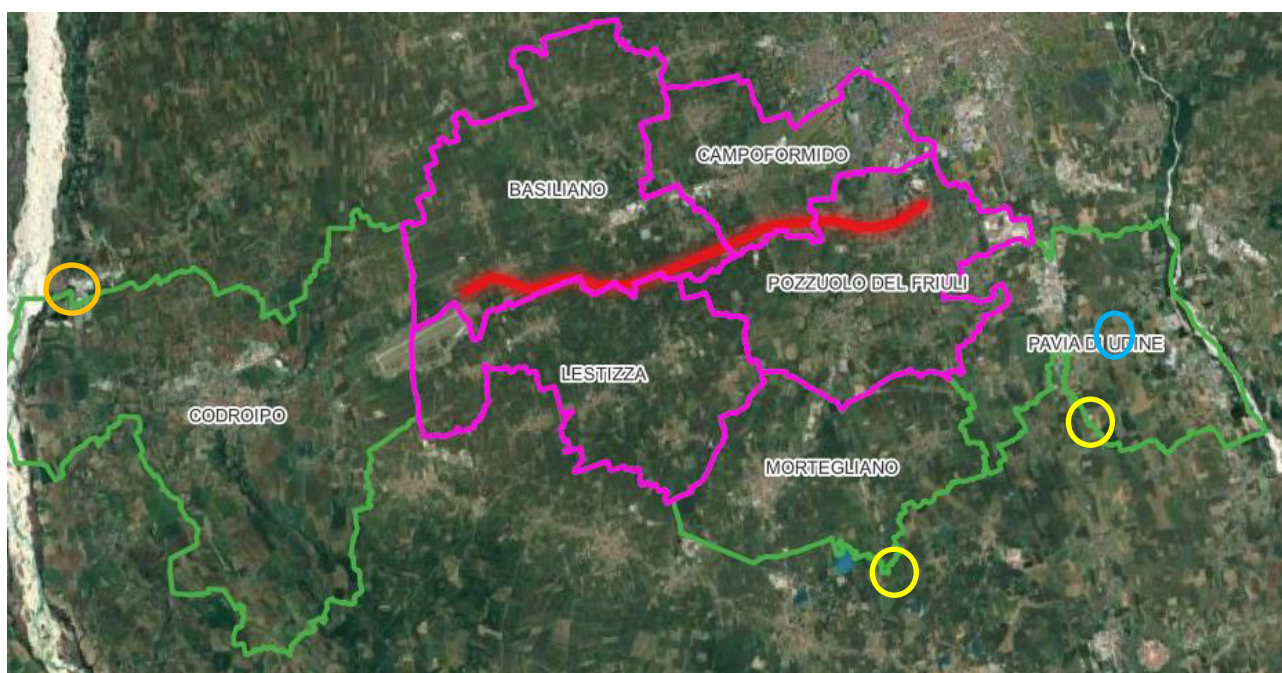 CAMPOFORMIDO
BASILIANO
POZZUOLO DEL FRIULI
PAVIA DI UDINE
LESTIZZA
CODROIPO
MORTEGLIANO